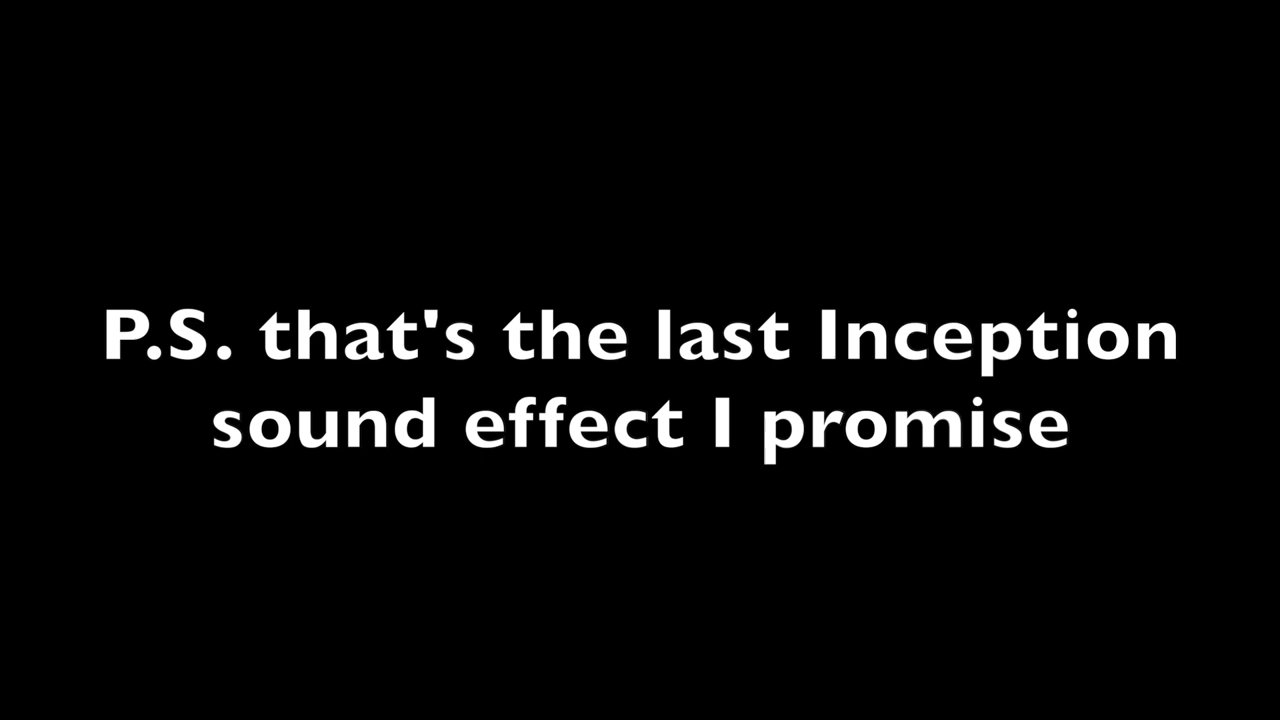 P.S. that's the last Inception
sound effect I promise